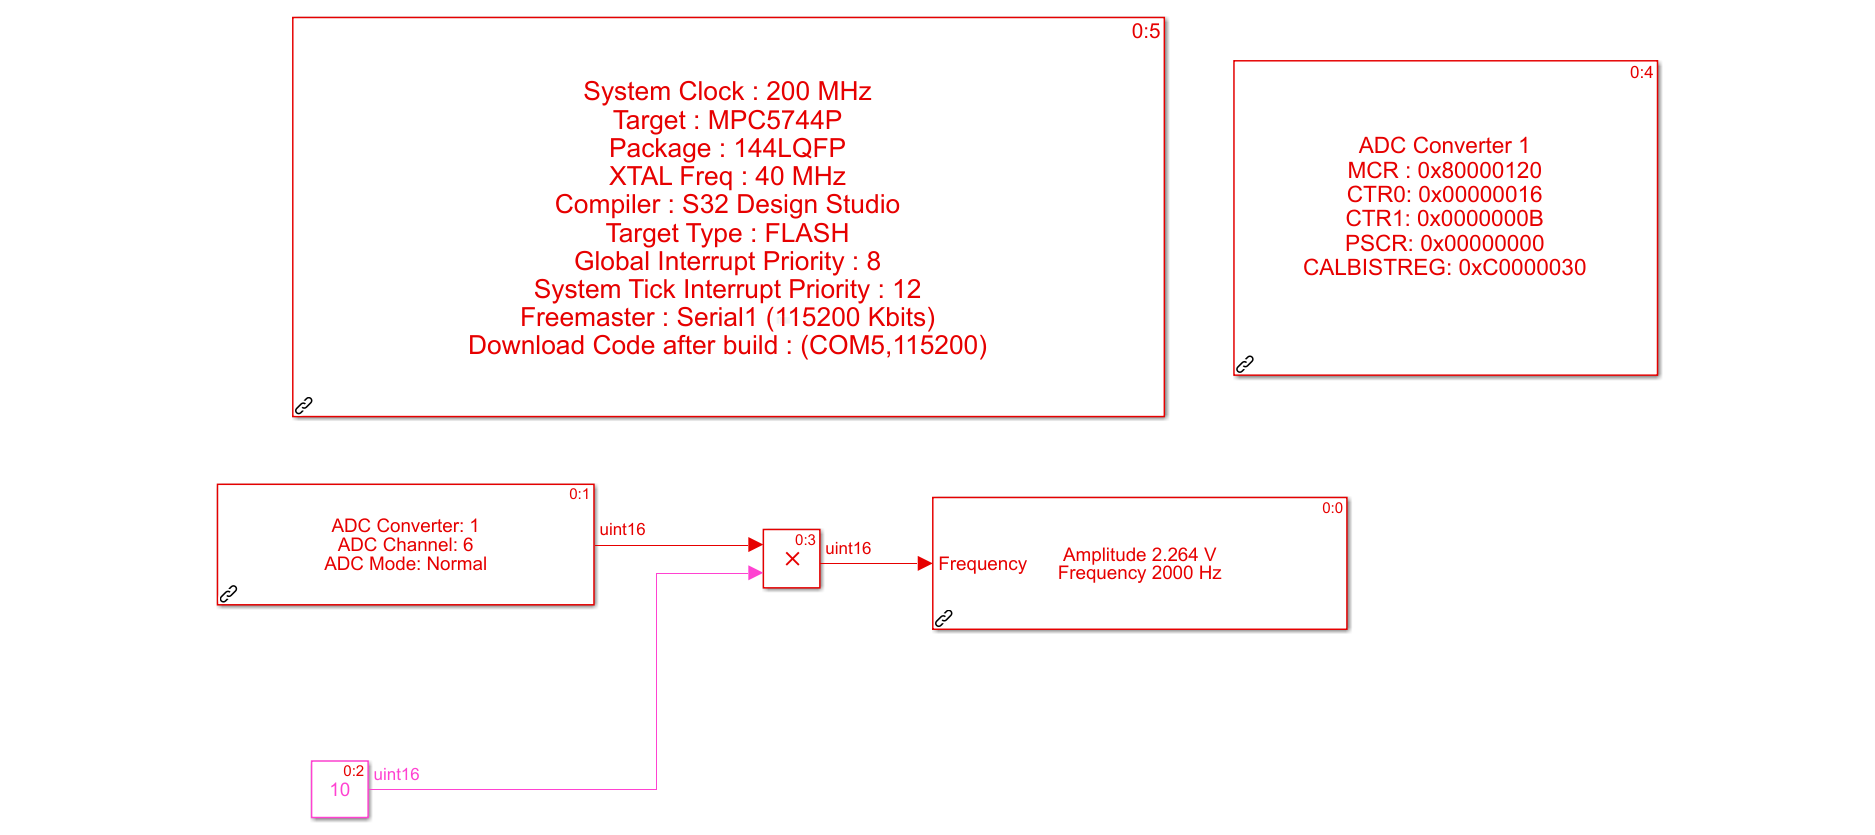 0:5
System Clock : 200 MHz
Target : MPC5744P
Package : 144LQFP
XTAL Freq : 40 MHz
Compiler : S32 Design Studio
Target Type : FLASH
Global Interrupt Priority : 8
System Tick Interrupt Priority : 12
Freemaster : Serial1 (115200 Kbits)
Download Code after build : (COM5,115200)
0:4
ADC Converter 1
MCR : 0x80000120
CTR0: 0x00000016
CTR1: 0x0000000B
PSCR: 0x00000000
CALBISTREG: 0xC0000030
0:1
ADC Converter: 1
ADC Channel: 6
ADC Mode: Normal
uint16
0:3
×
uint16
0:0
Frequency
Amplitude 2.264 V
Frequency 2000 Hz
0:2
10
uint16